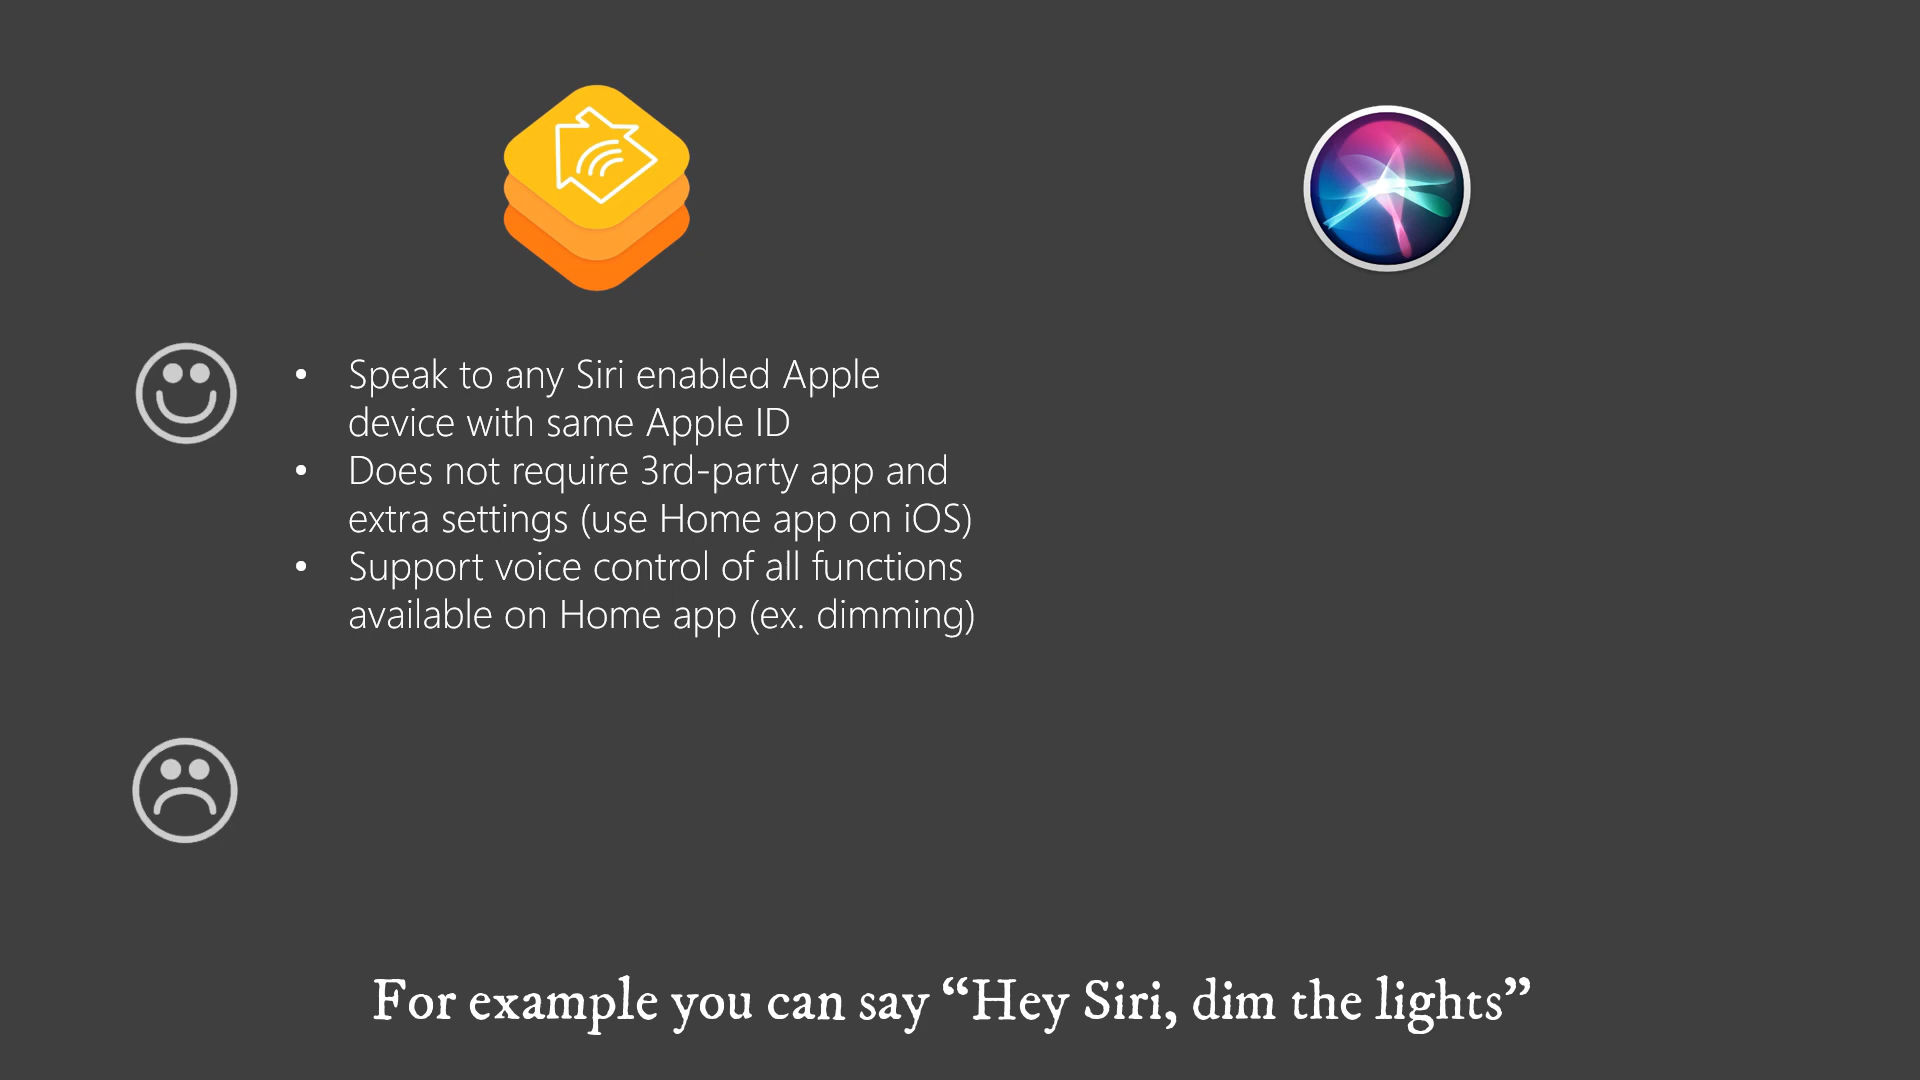 • Speak to any Siri enabled Apple
device with same Apple ID
• Does not require 3rd-party app and
extra settings (use Home app on iOS)
• Support voice control of all functions
available on Home app (ex. dimming)
For example you can say “Hey Siri, dim the lights”